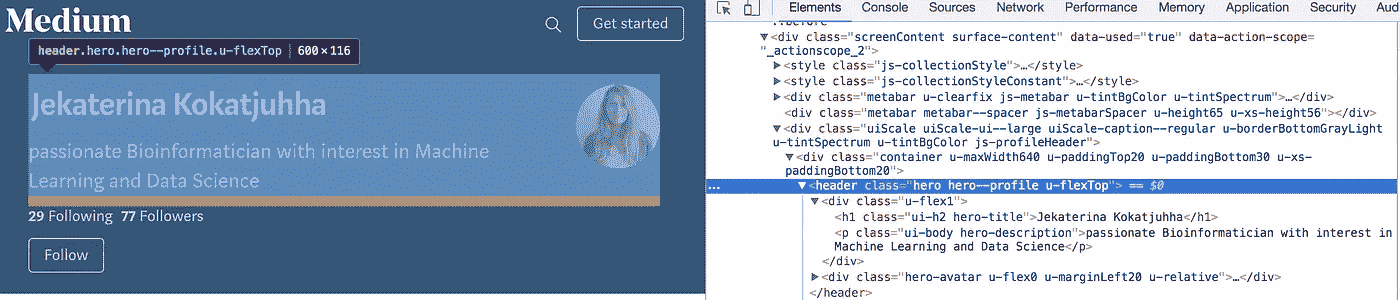 Medium
Get started
header.hero.hero--profile.u-flexTop | 600 × 116
Jekaterina Kokatjuhha
passionate Bioinformatician with interest in Machine
Learning and Data Science
29 Following 77 Followers
Follow
Elements Console Sources Network Performance Memory Application Security Aud
::before
▼<div class="screenContent surface-content" data-used="true" data-action-scope=
"_actionscope_2">
▶<style class="js-collectionStyle">…</style>
▶<style class="js-collectionStyleConstant">…</style>
▶<div class="metabar u-clearfix js-metabar u-tintBgColor u-tintSpectrum">…</div>
<div class="metabar metabar--spacer js-metabarSpacer u-height65 u-xs-height56"></div>
▼<div class="uiScale uiScale-ui--large uiScale-caption--regular u-borderBottomGrayLight
u-tintSpectrum u-tintBgColor js-profileHeader">
▼<div class="container u-maxWidth640 u-paddingTop20 u-paddingBottom30 u-xs-
paddingBottom20">
… ▼<header class="hero hero--profile u-flexTop"> == $0
▼<div class="u-flex1">
<h1 class="ui-h2 hero-title">Jekaterina Kokatjuhha</h1>
<p class="ui-body hero-description">passionate Bioinformatician with interest in
Machine Learning and Data Science</p>
</div>
▶<div class="hero-avatar u-flex0 u-marginLeft20 u-relative">…</div>
</header>